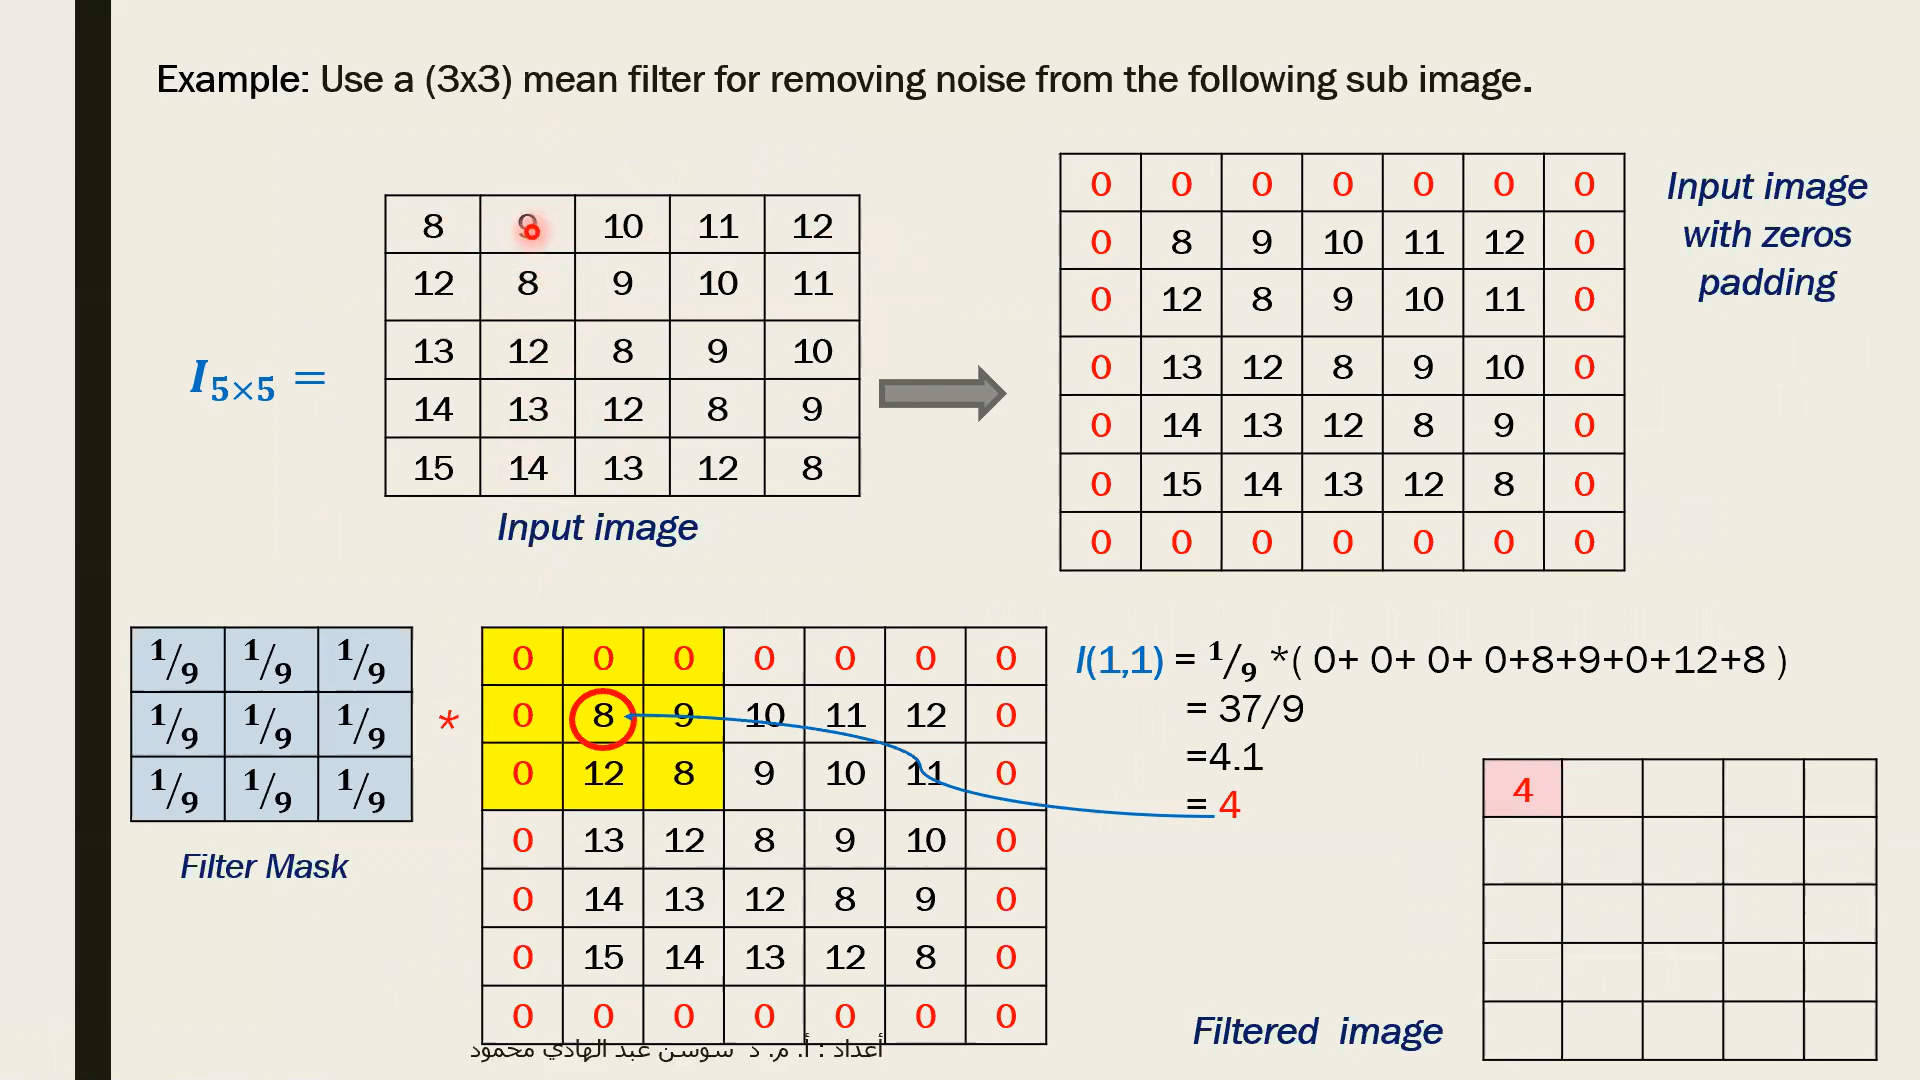 Example: Use a (3x3) mean filter for removing noise from the following sub image.
8 9 10 11 12
12 8 9 10 11
13 12 8 9 10
14 13 12 8 9
15 14 13 12 8
I5×5 =
Input image
0 0 0 0 0 0 0
0 8 9 10 11 12 0
0 12 8 9 10 11 0
0 13 12 8 9 10 0
0 14 13 12 8 9 0
0 15 14 13 12 8 0
0 0 0 0 0 0 0
Input image
with zeros
padding
1/9 1/9 1/9
1/9 1/9 1/9
1/9 1/9 1/9
Filter Mask
*
0 0 0 0 0 0 0
0 8 9 10 11 12 0
0 12 8 9 10 11 0
0 13 12 8 9 10 0
0 14 13 12 8 9 0
0 15 14 13 12 8 0
0 0 0 0 0 0 0
I(1,1) = 1/9 *( 0+ 0+ 0+ 0+8+9+0+12+8 )
= 37/9
=4.1
= 4
4
Filtered image
أعداد : أ. م. د سوسن عبد الهادي محمود